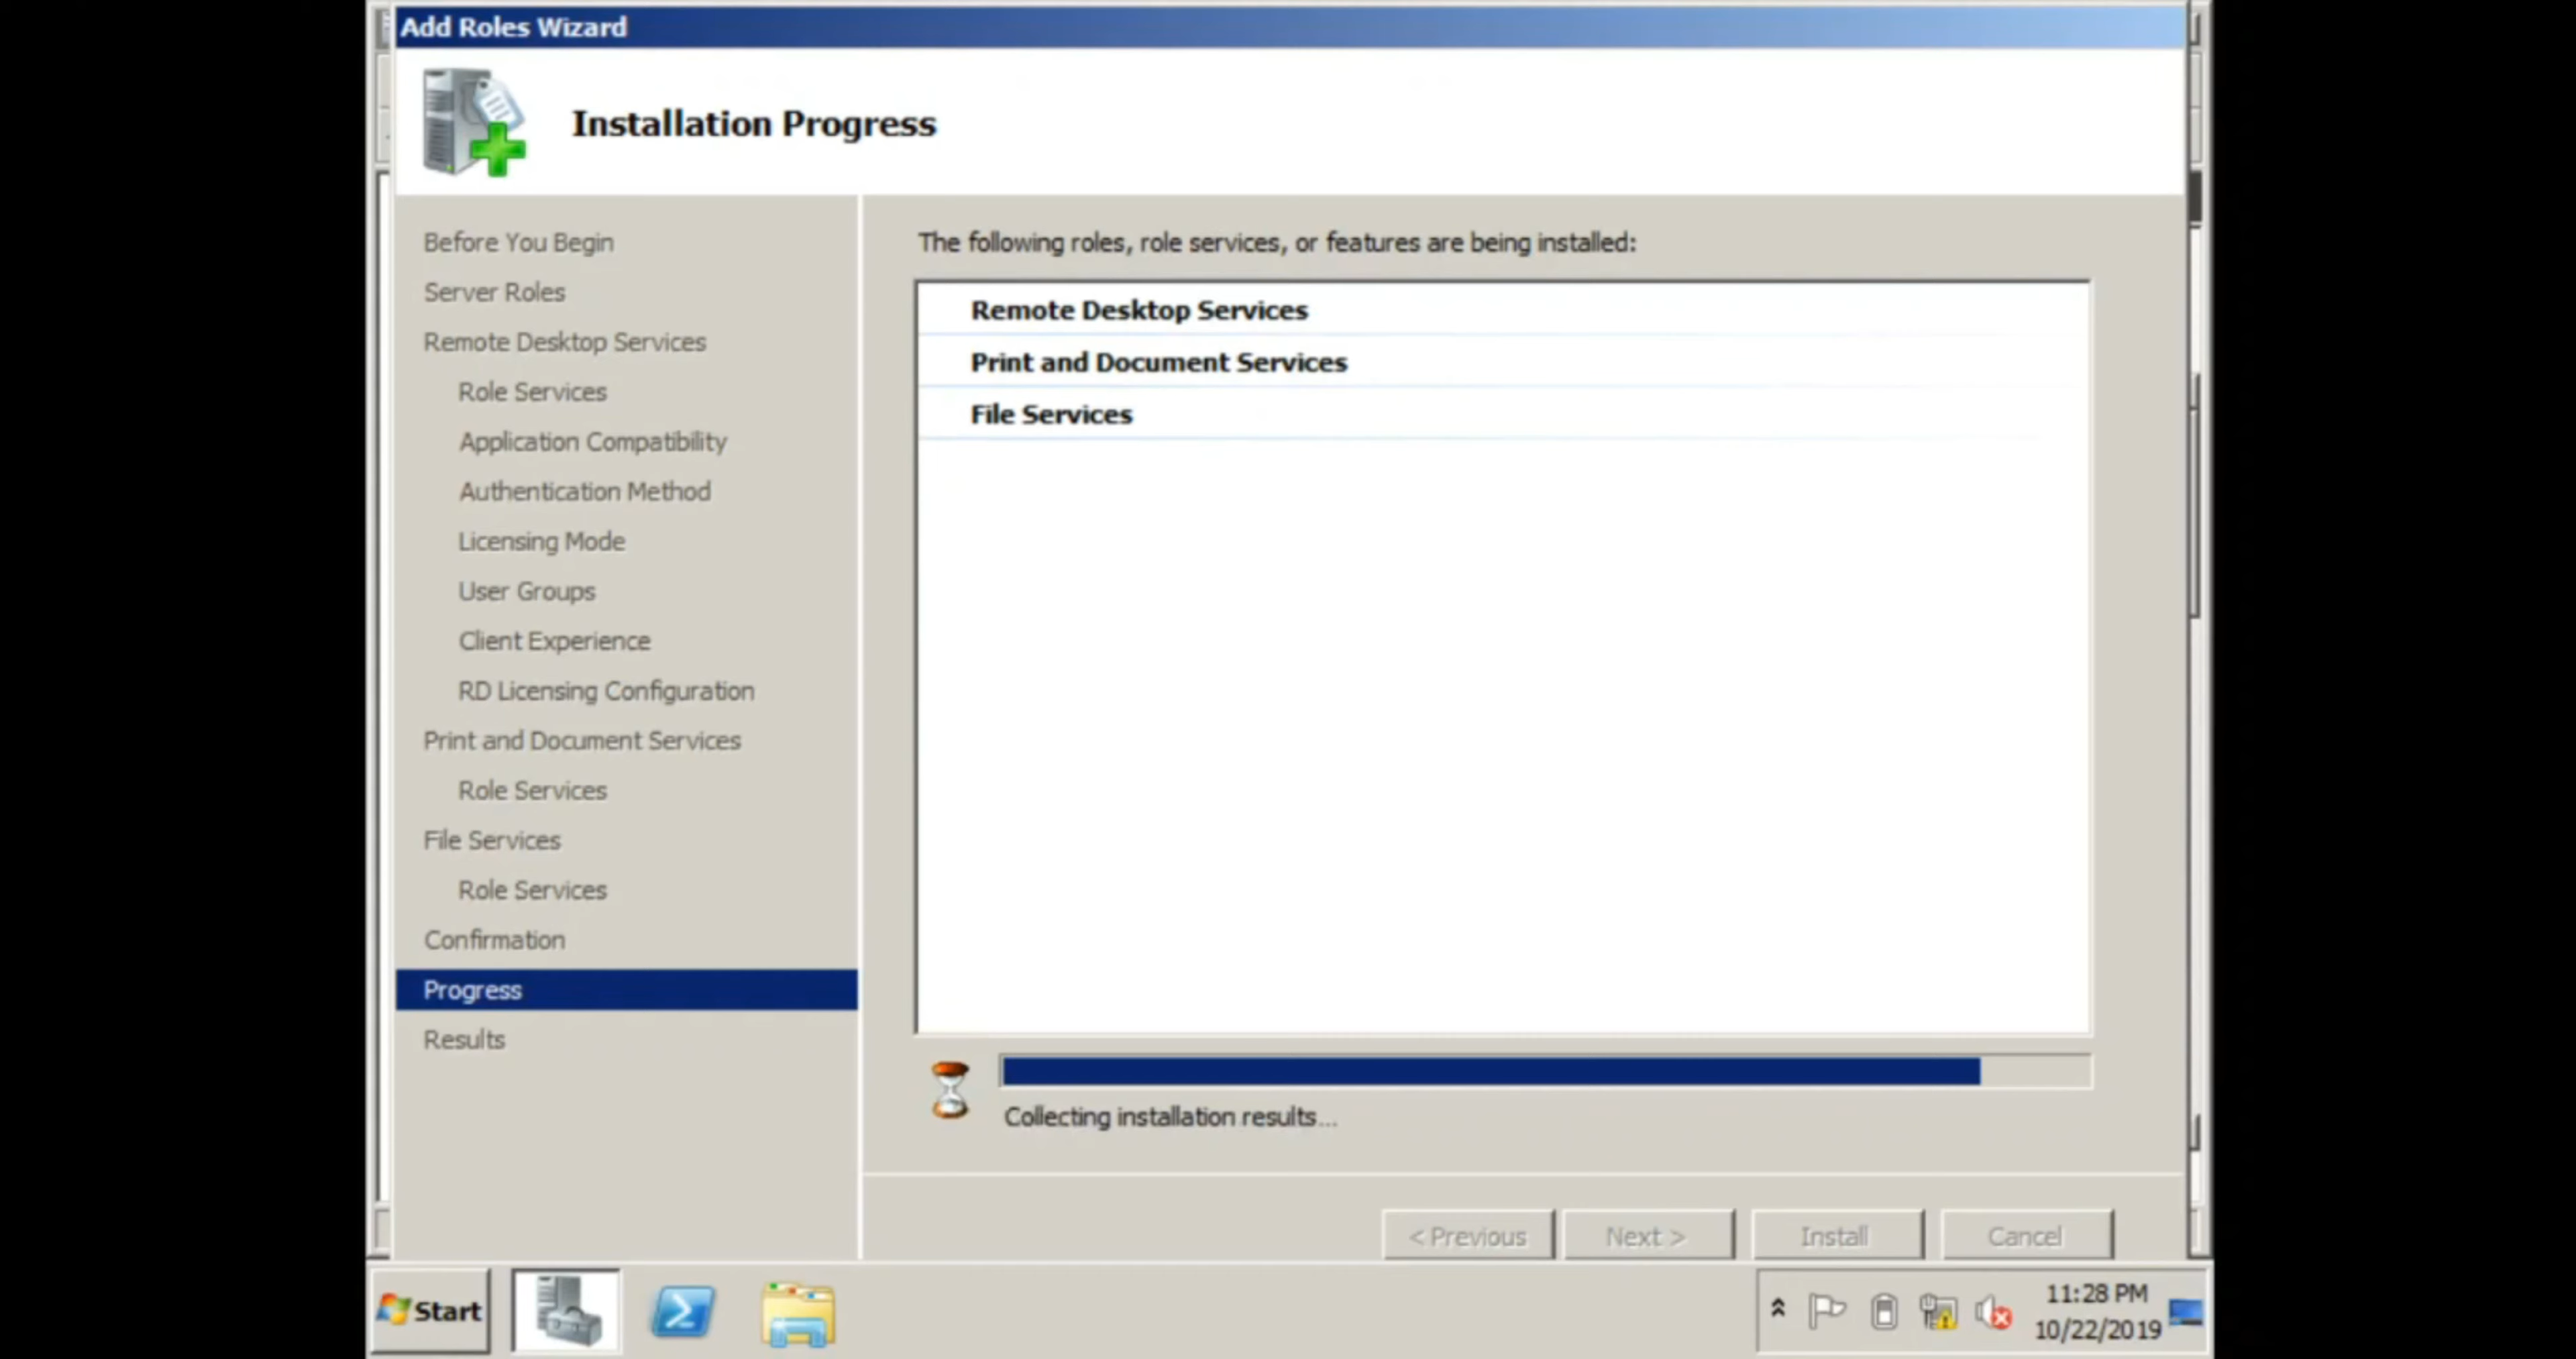 Add Roles Wizard
Installation Progress
Before You Begin
Server Roles
Remote Desktop Services
Role Services
Application Compatibility
Authentication Method
Licensing Mode
User Groups
Client Experience
RD Licensing Configuration
Print and Document Services
Role Services
File Services
Role Services
Confirmation
Progress
Results
The following roles, role services, or features are being installed:
Remote Desktop Services
Print and Document Services
File Services
Collecting installation results...
< Previous
Next >
Install
Cancel
Start
11:28 PM
10/22/2019